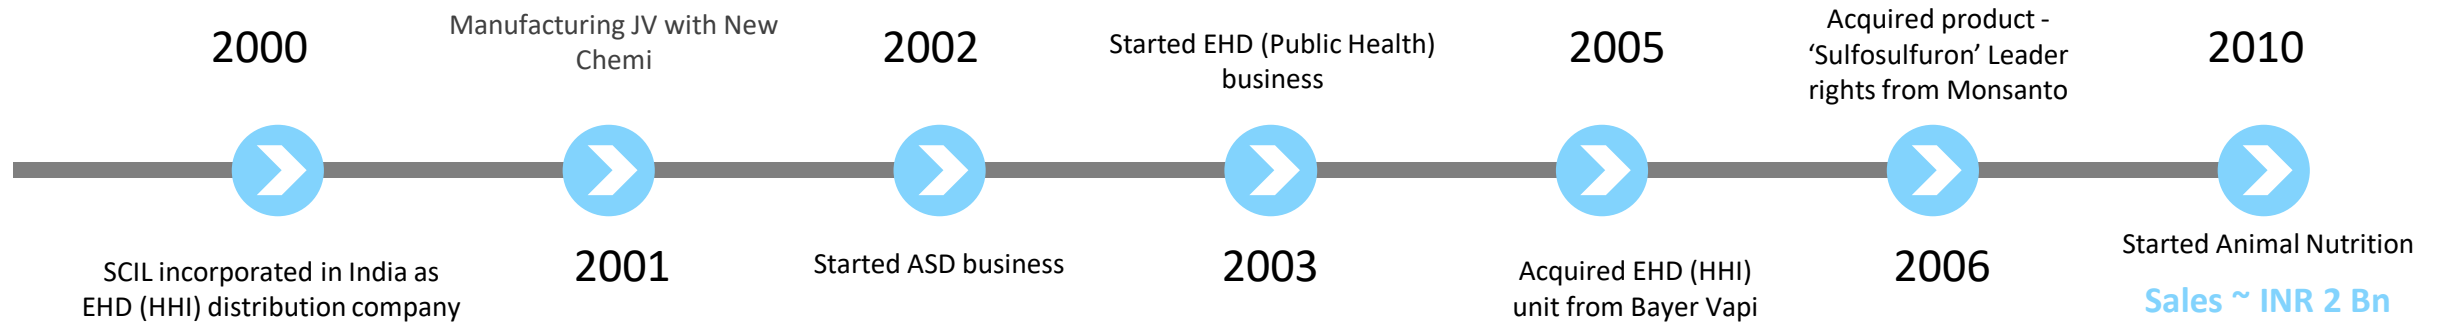 2000
SCIL incorporated in India as
EHD (HHI) distribution company
Manufacturing JV with New
Chemi
2001
2002
Started ASD business
Started EHD (Public Health)
business
2003
2005
Acquired EHD (HHI)
unit from Bayer Vapi
Acquired product -
‘Sulfosulfuron’ Leader
rights from Monsanto
2006
2010
Started Animal Nutrition
Sales ~ INR 2 Bn